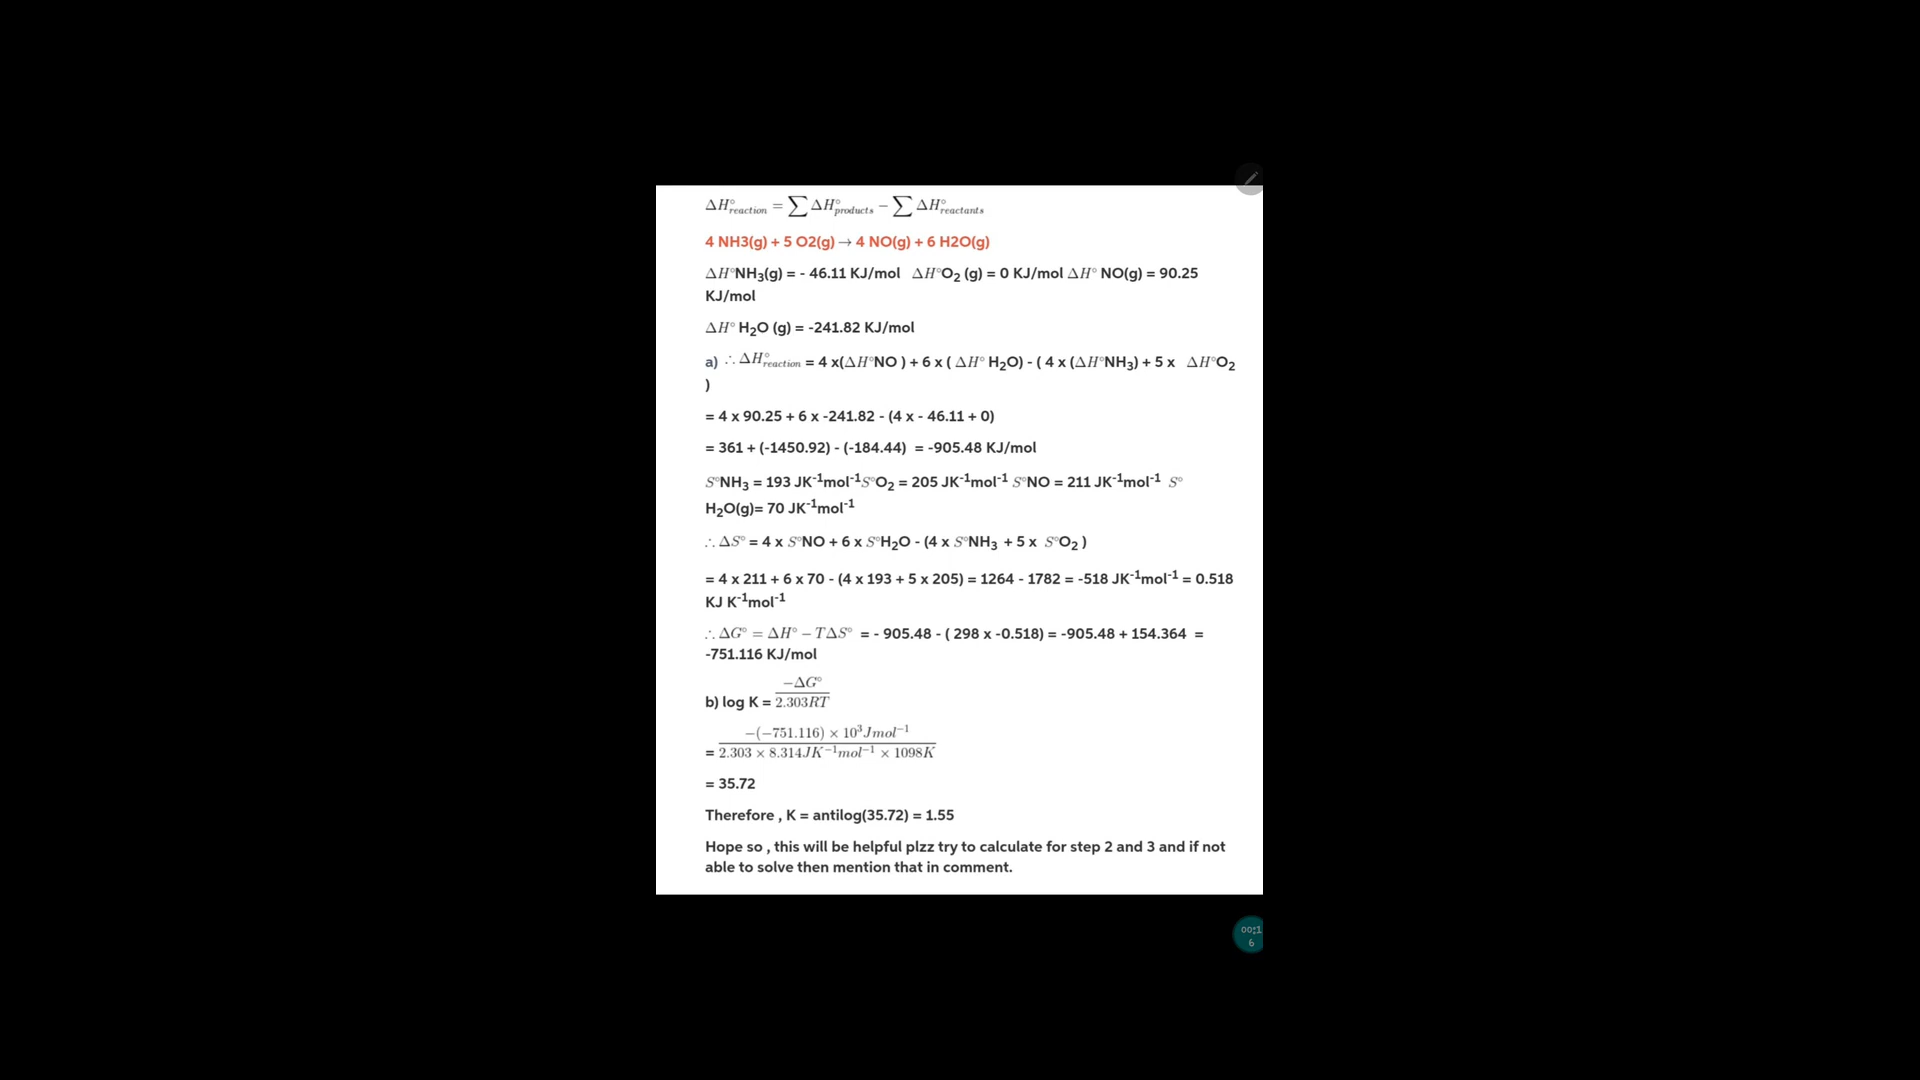 ΔH°reaction = ∑ΔH°products − ∑ΔH°reactants
4 NH3(g) + 5 O2(g) → 4 NO(g) + 6 H2O(g)
ΔH°NH₃(g) = - 46.11 KJ/mol ΔH°O₂ (g) = 0 KJ/mol ΔH° NO(g) = 90.25
KJ/mol
ΔH° H₂O (g) = -241.82 KJ/mol
a) ∴ ΔH°reaction = 4 x(ΔH°NO ) + 6 x ( ΔH° H₂O) - ( 4 x (ΔH°NH₃) + 5 x ΔH°O₂
)
= 4 x 90.25 + 6 x -241.82 - (4 x - 46.11 + 0)
= 361 + (-1450.92) - (-184.44) = -905.48 KJ/mol
S°NH₃ = 193 JK⁻¹mol⁻¹S°O₂ = 205 JK⁻¹mol⁻¹ S°NO = 211 JK⁻¹mol⁻¹ S°
H₂O(g)= 70 JK⁻¹mol⁻¹
∴ ΔS° = 4 x S°NO + 6 x S°H₂O - (4 x S°NH₃ + 5 x S°O₂ )
= 4 x 211 + 6 x 70 - (4 x 193 + 5 x 205) = 1264 - 1782 = -518 JK⁻¹mol⁻¹ = 0.518
KJ K⁻¹mol⁻¹
∴ ΔG° = ΔH° − TΔS° = - 905.48 - ( 298 x -0.518) = -905.48 + 154.364 =
-751.116 KJ/mol
−ΔG°
b) log K = 2.303RT
−(−751.116) × 10³Jmol⁻¹
= 2.303 × 8.314JK⁻¹mol⁻¹ × 1098K
= 35.72
Therefore , K = antilog(35.72) = 1.55
Hope so , this will be helpful plzz try to calculate for step 2 and 3 and if not
able to solve then mention that in comment.
00:1
6